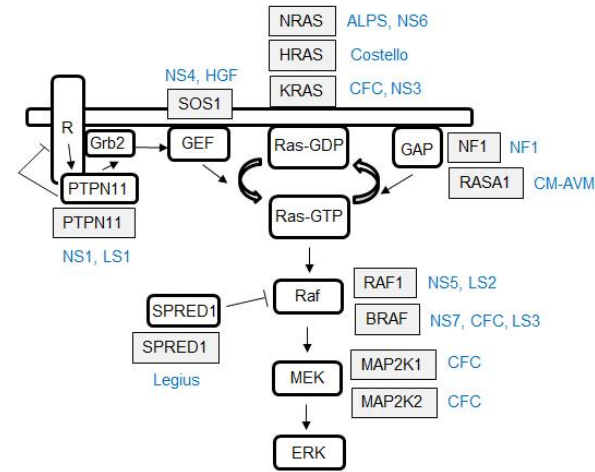 NRAS ALPS, NS6
HRAS Costello
NS4, HGF
KRAS CFC, NS3
SOS1
R
Grb2 GEF Ras-GDP GAP NF1 NF1
PTPN11 RASA1 CM-AVM
PTPN11 Ras-GTP
NS1, LS1
RAF1 NS5, LS2
SPRED1 Raf
BRAF NS7, CFC, LS3
SPRED1
MAP2K1 CFC
Legius MEK
MAP2K2 CFC
ERK